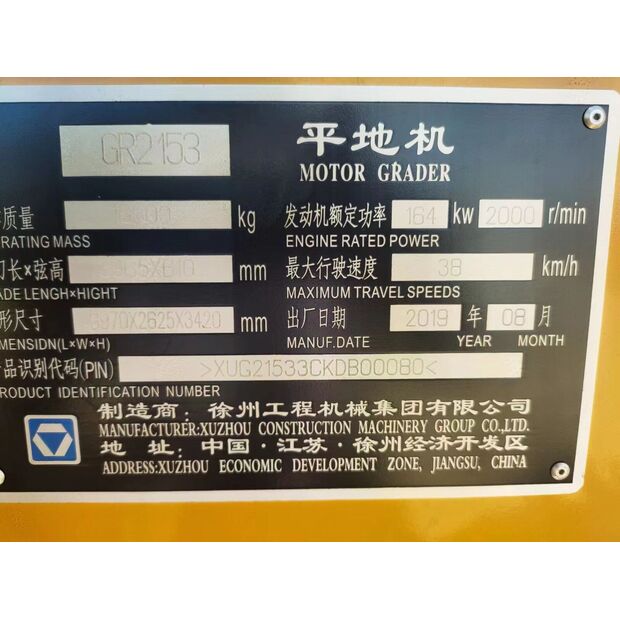 GR2153
平地机
MOTOR GRADER
质量 kg
RATING MASS
发动机额定功率 164 kw 2000 r/min
ENGINE RATED POWER
刀长×弦高 mm
ADE LENGH×HIGHT
最大行驶速度 38 km/h
MAXIMUM TRAVEL SPEEDS
形尺寸 8970X2625X3420 mm
MENSIDN(L×W×H)
出厂日期 2019 年 08 月
MANUF.DATE YEAR MONTH
品识别代码(PIN) >XUG21533CKDB00080<
RODUCT IDENTIFICATION NUMBER
制造商: 徐州工程机械集团有限公司
MANUFACTURER:XUZHOU CONSTRUCTION MACHINERY GROUP CO.,LTD.
地 址: 中国·江苏·徐州经济开发区
ADDRESS:XUZHOU ECONOMIC DEVELOPMENT ZONE, JIANGSU, CHINA